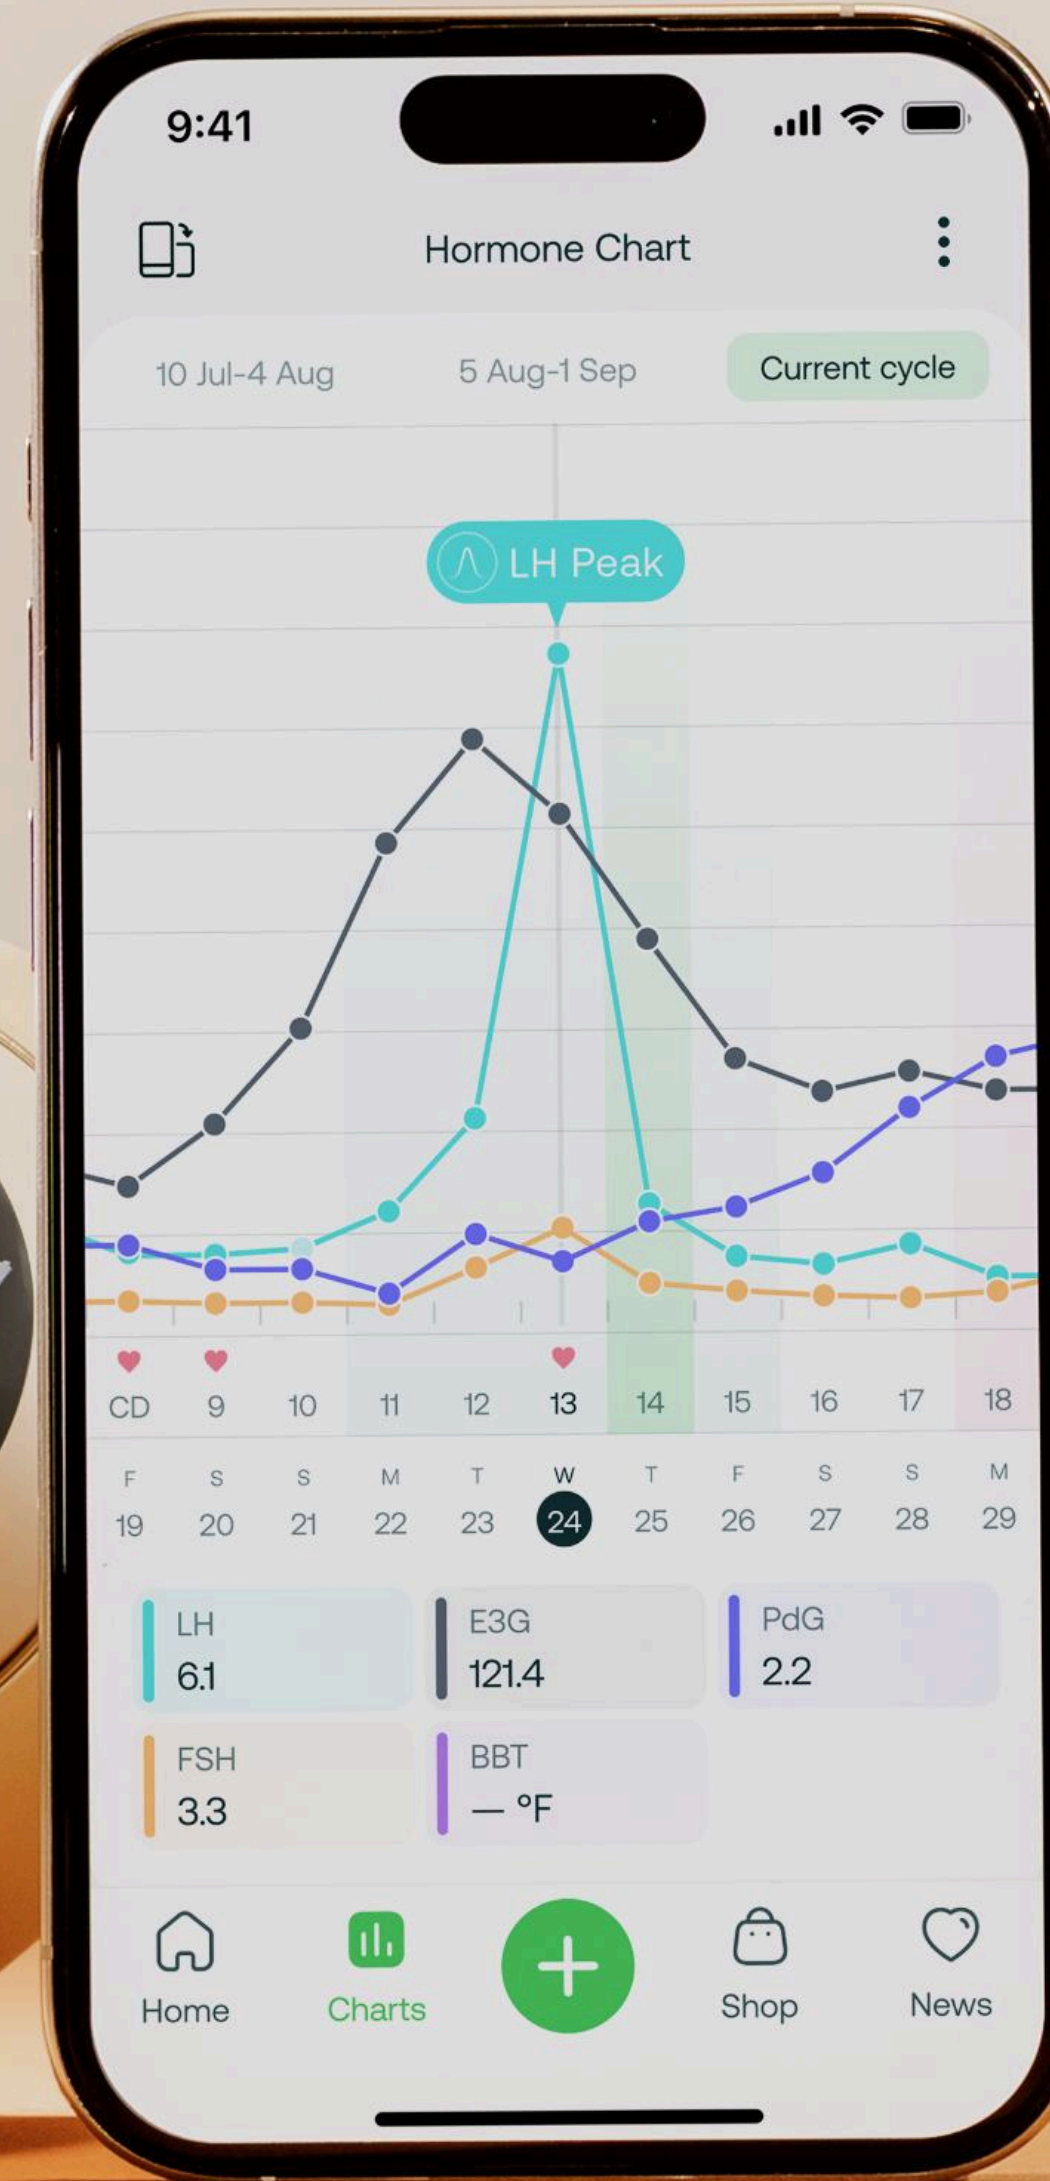 9:41
Hormone Chart
10 Jul-4 Aug 5 Aug-1 Sep Current cycle
LH Peak
CD 9 10 11 12 13 14 15 16 17 18
F S S M T W T F S S M
19 20 21 22 23 24 25 26 27 28 29
LH E3G PdG
6.1 121.4 2.2
FSH BBT
3.3 — °F
Home Charts Shop News